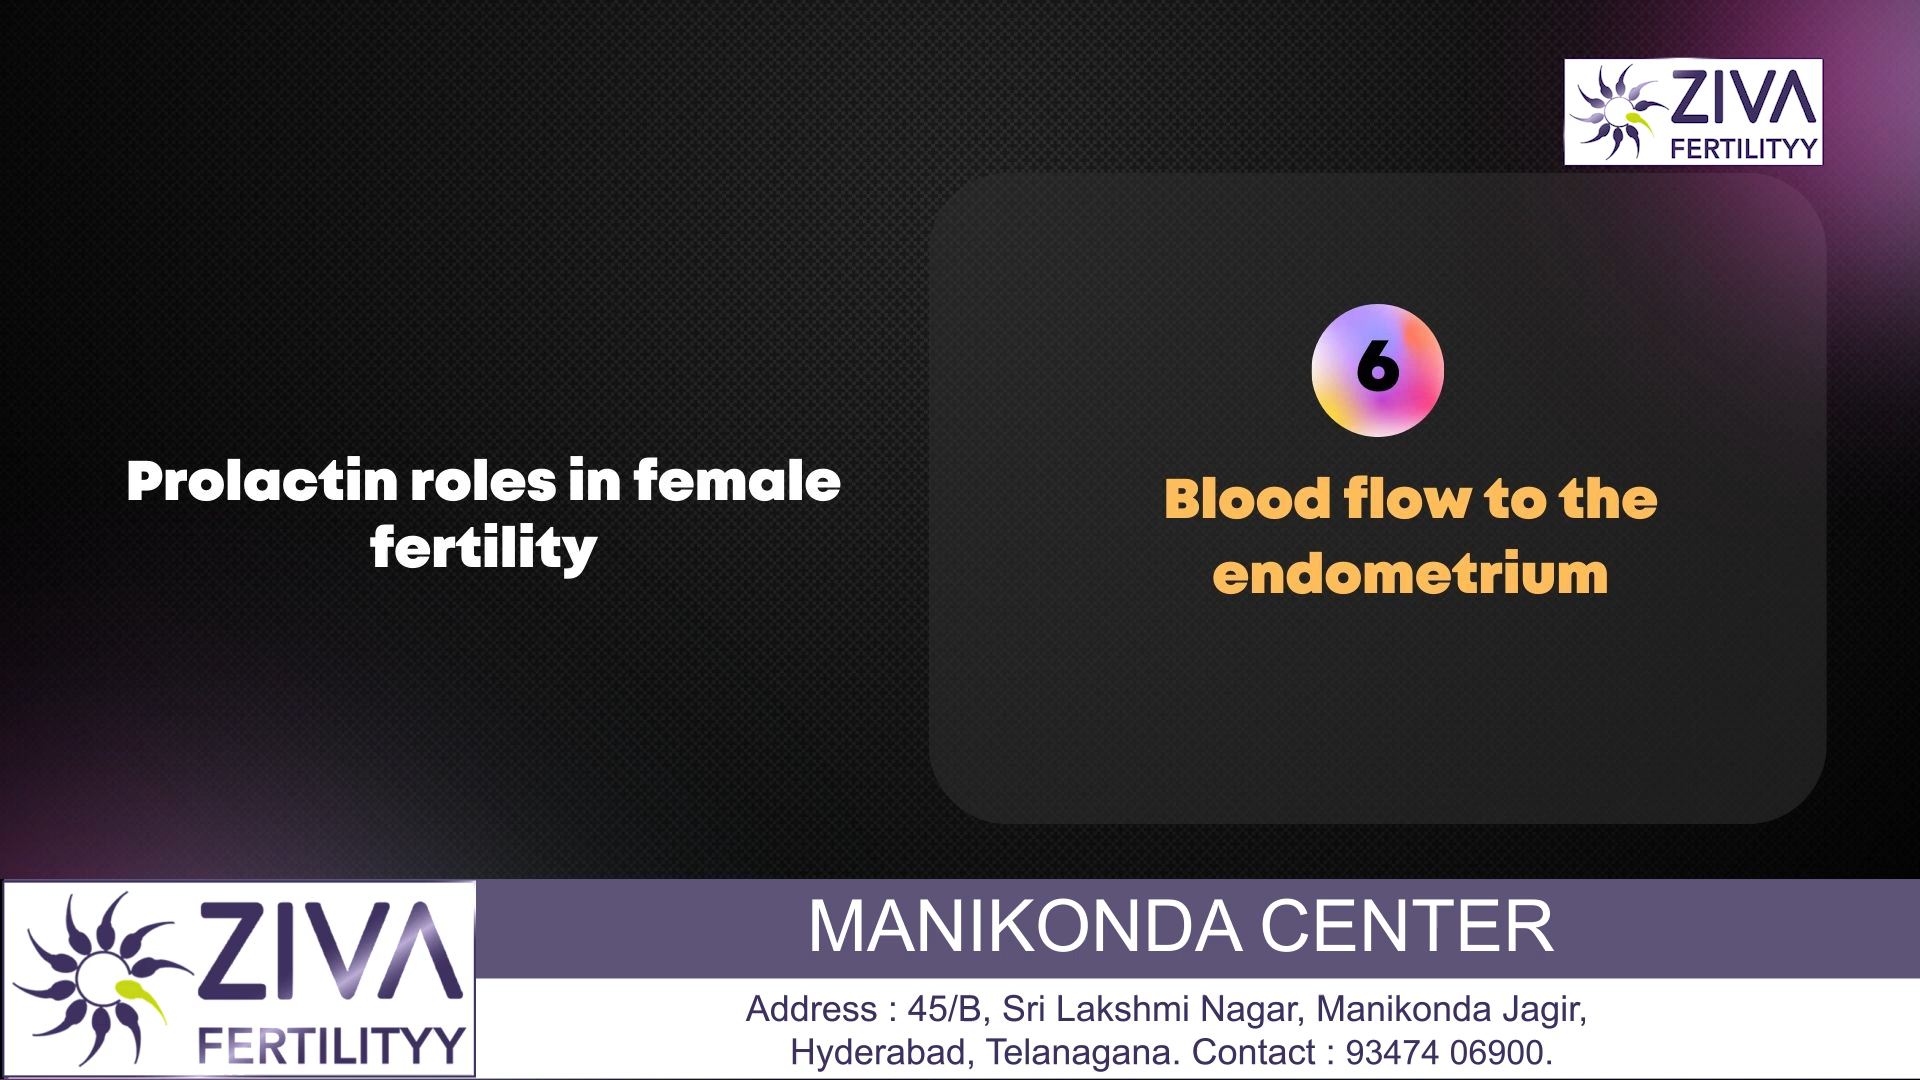 ZIVA
FERTILITYY
Prolactin roles in female
fertility
6
Blood flow to the
endometrium
ZIVA
FERTILITYY
MANIKONDA CENTER
Address : 45/B, Sri Lakshmi Nagar, Manikonda Jagir,
Hyderabad, Telanagana. Contact : 93474 06900.